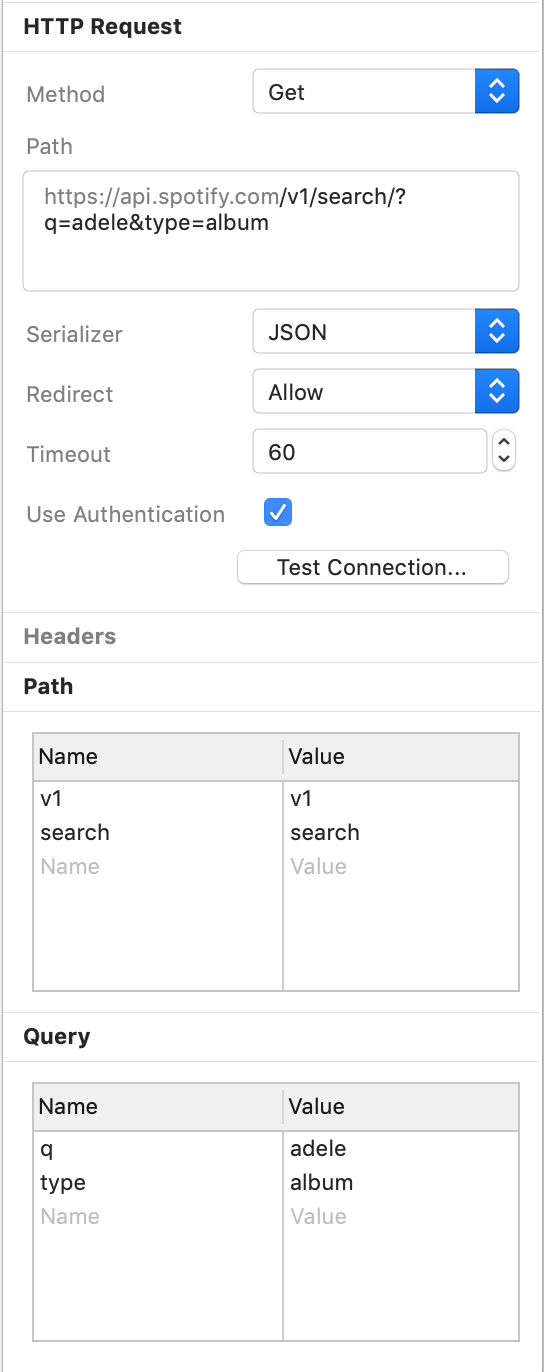 HTTP Request
Method Get
Path
https://api.spotify.com/v1/search/?
q=adele&type=album
Serializer JSON
Redirect Allow
Timeout 60
Use Authentication
Test Connection...
Headers
Path
Name Value
v1 v1
search search
Name Value
Query
Name Value
q adele
type album
Name Value